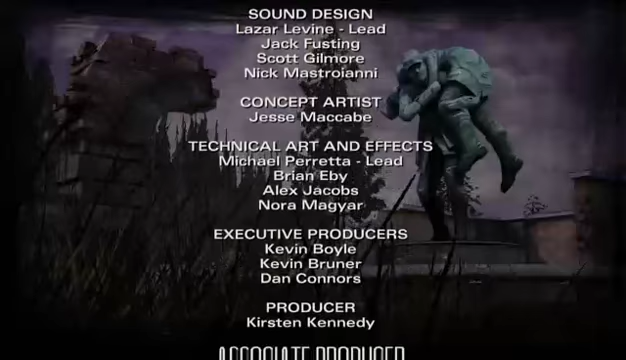 SOUND DESIGN
Lazar Levine - Lead
Jack Fusting
Scott Gilmore
Nick Mastroianni
CONCEPT ARTIST
Jesse Maccabe
TECHNICAL ART AND EFFECTS
Michael Perretta - Lead
Brian Eby
Alex Jacobs
Nora Magyar
EXECUTIVE PRODUCERS
Kevin Boyle
Kevin Bruner
Dan Connors
PRODUCER
Kirsten Kennedy
ASSOCIATE PRODUCER